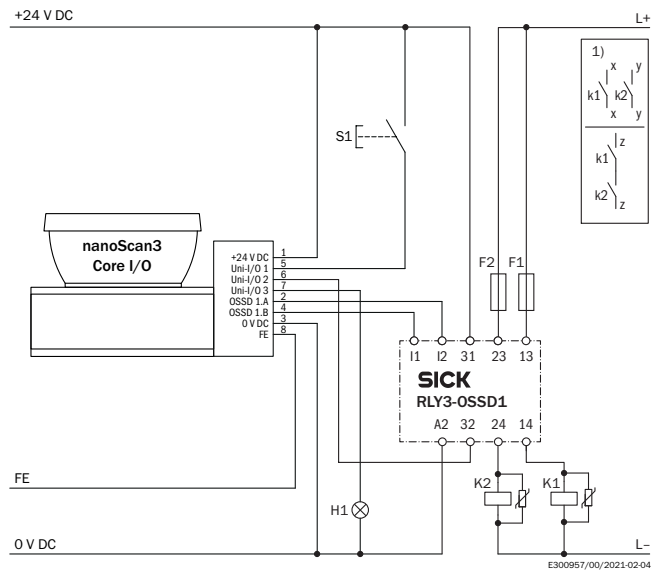 +24 V DC
L+
1)
x y
k1 k2
x y
z
k1
k2
z
S1
nanoScan3
Core I/O
+24 V DC 1
Uni-I/O 1 5
Uni-I/O 2 6
Uni-I/O 3 7
OSSD 1.A 2
OSSD 1.B 4
0 V DC 3
FE 8
F2 F1
I1 I2 31 23 13
SICK
RLY3-OSSD1
A2 32 24 14
FE
K2 K1
H1
0 V DC
L–
E300957/00/2021-02-04